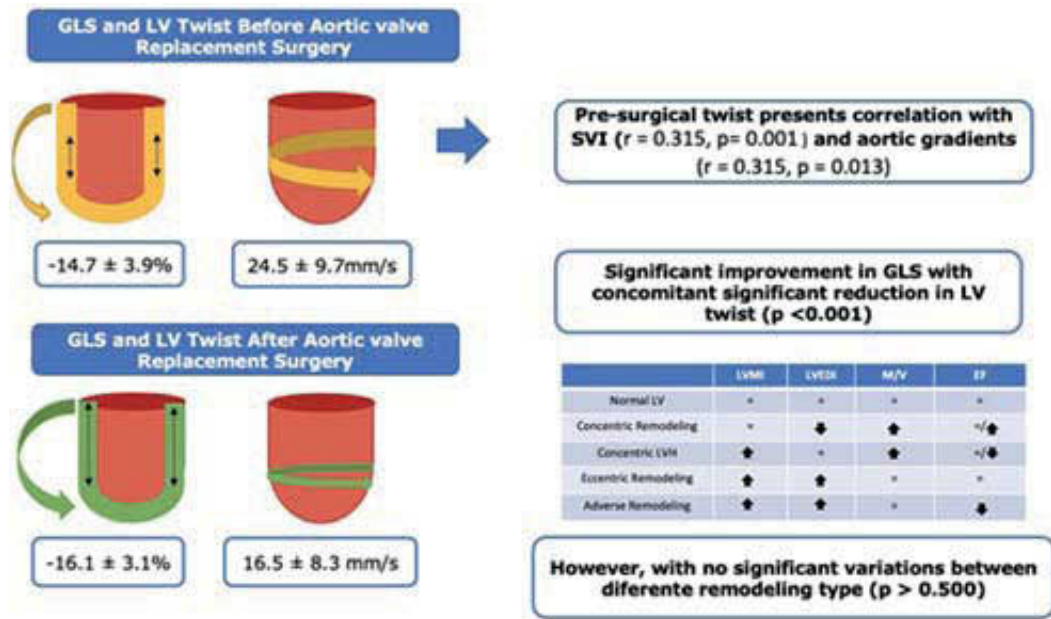 GLS and LV Twist Before Aortic valve
Replacement Surgery
-14.7 ± 3.9%
24.5 ± 9.7mm/s
GLS and LV Twist After Aortic valve
Replacement Surgery
-16.1 ± 3.1%
16.5 ± 8.3 mm/s
Pre-surgical twist presents correlation with
SVI (r = 0.315, p= 0.001 ) and aortic gradients
(r = 0.315, p = 0.013)
Significant improvement in GLS with
concomitant significant reduction in LV
twist (p <0.001)
LVMI LVEDI M/V EF
Normal LV = = = =
Concentric Remodeling = ⬇ ⬆ =/⬆
Concentric LVH ⬆ = ⬆ =/⬇
Eccentric Remodeling ⬆ ⬆ = =
Adverse Remodeling ⬆ ⬆ = ⬇
However, with no significant variations between
diferente remodeling type (p > 0.500)